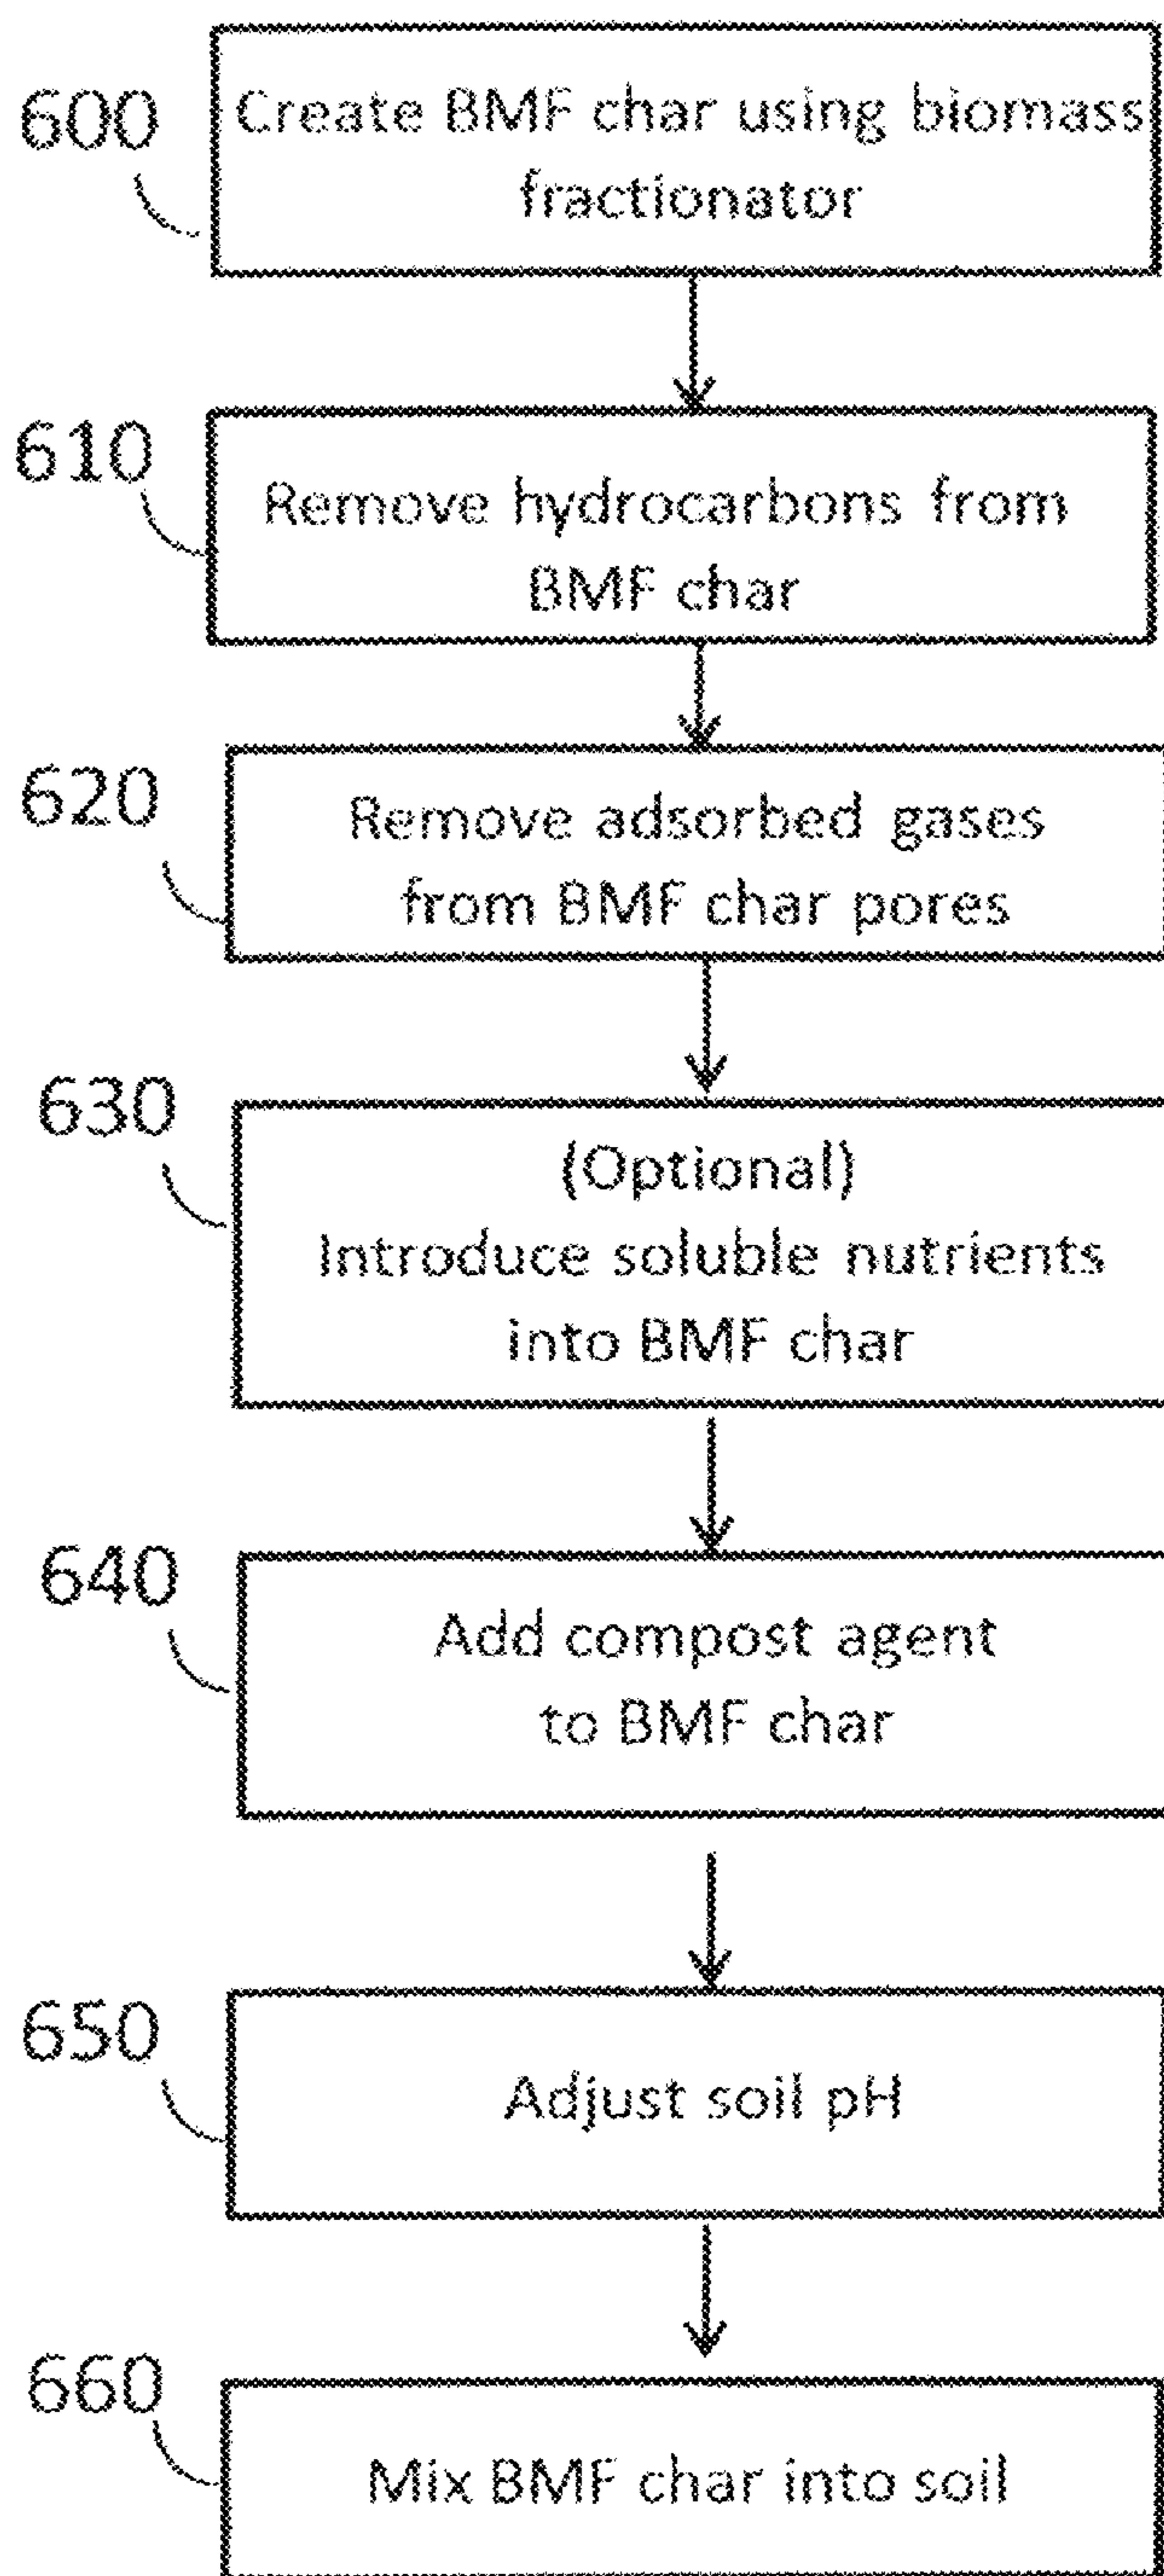 600
Create BMF char using biomass
fractionator
610
Remove hydrocarbons from
BMF char
620
Remove adsorbed gases
from BMF char pores
630
(Optional)
Introduce soluble nutrients
into BMF char
640
Add compost agent
to BMF char
650
Adjust soil pH
660
Mix BMF char into soil